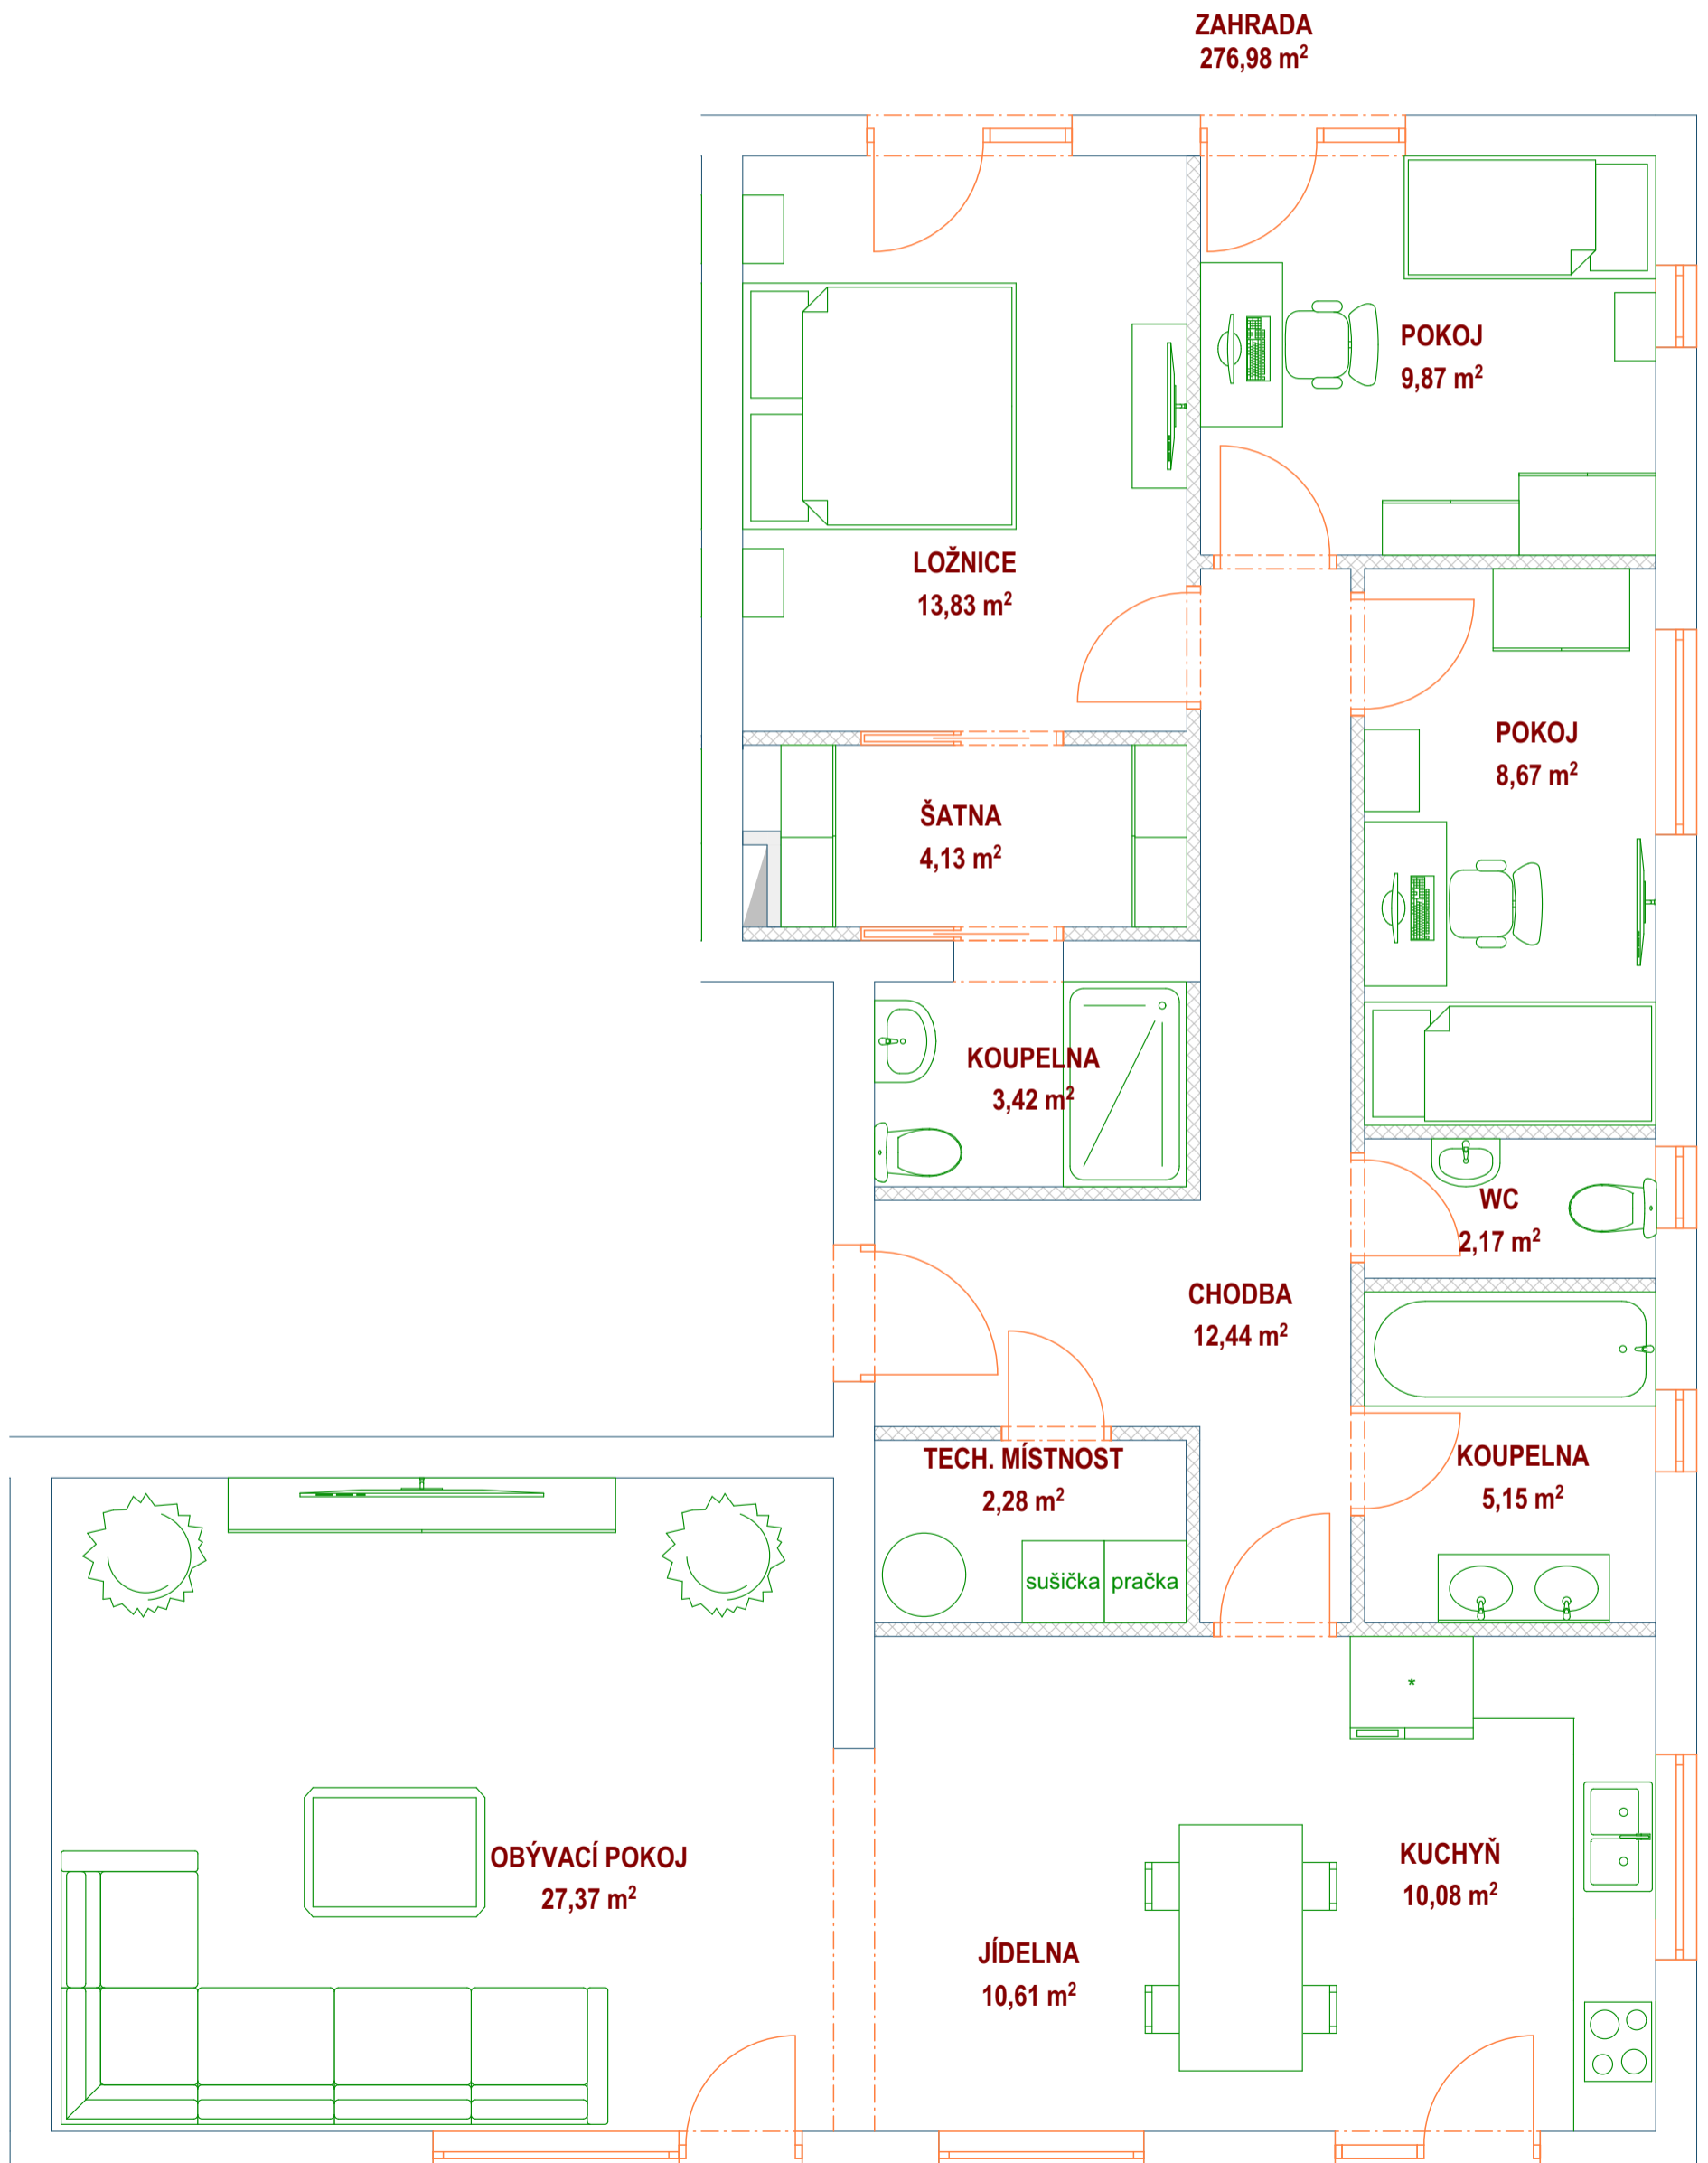 ZAHRADA
276,98 m²
POKOJ
9,87 m²
LOŽNICE
13,83 m²
POKOJ
8,67 m²
ŠATNA
4,13 m²
KOUPELNA
3,42 m²
WC
2,17 m²
CHODBA
12,44 m²
TECH. MÍSTNOST
2,28 m²
KOUPELNA
5,15 m²
sušička pračka
*
OBÝVACÍ POKOJ
27,37 m²
KUCHYŇ
10,08 m²
JÍDELNA
10,61 m²